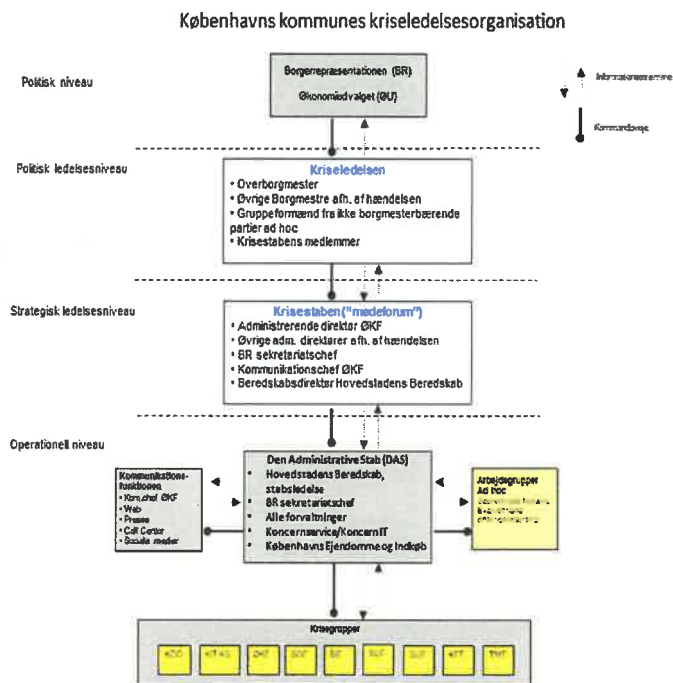 Københavns kommunes kriseledelsesorganisation
Politisk niveau
Borgerrepræsentationen (BR)
Økonomiudvalget (ØU)
Informationsstrømme
Kommandoveje
Politisk ledelsesniveau
Kriseledelsen
• Overborgmester
• Øvrige Borgmestre afh. af hændelsen
• Gruppeformænd fra ikke borgmesterbærende
partier ad hoc
• Krisestabens medlemmer
Strategisk ledelsesniveau
Krisestaben ("mødeforum")
• Administrerende direktør ØKF
• Øvrige adm. direktører afh. af hændelsen
• BR sekretariatschef
• Kommunikationschef ØKF
• Beredskabsdirektør Hovedstadens Beredskab
Operationelt niveau
Den Administrative Stab (DAS)
• Hovedstadens Beredskab,
stabsledelse
• BR sekretariatschef
• Alle forvaltninger
• Koncernservice/Koncern IT
• Københavns Ejendomme og Indkøb
Kommunikations-
funktionen
• Kom.chef ØKF
• Web
• Presse
• Call Center
• Sociale medier
Arbejdsgrupper
Ad hoc
Krisegrupper